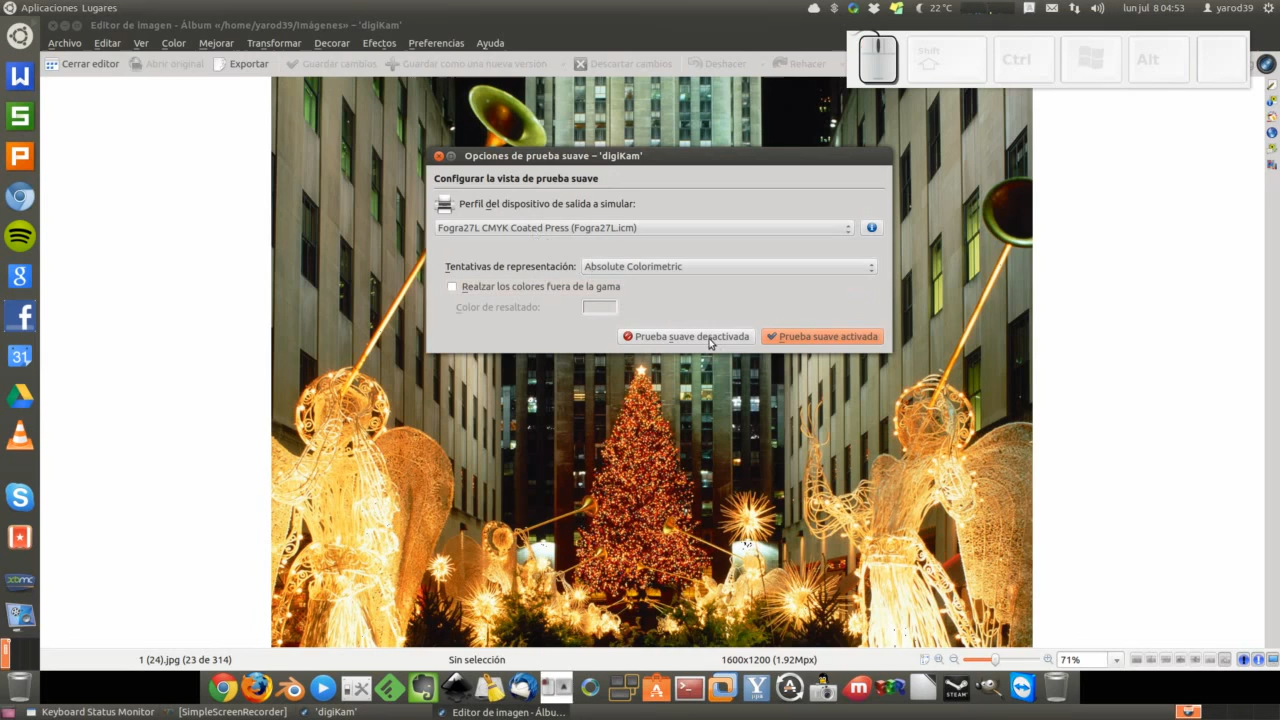 Aplicaciones Lugares
22 °C
lun jul 8 04:53
yarod39
Editor de imagen - Álbum «/home/yarod39/Imágenes» – 'digiKam'
Archivo Editar Ver Color Mejorar Transformar Decorar Efectos Preferencias Ayuda
Shift
Ctrl
Alt
Cerrar editor
Abrir original
Exportar
Guardar cambios
Guardar como una nueva versión
Descartar cambios
Deshacer
Rehacer
Opciones de prueba suave – 'digiKam'
Configurar la vista de prueba suave
Perfil del dispositivo de salida a simular:
Fogra27L CMYK Coated Press (Fogra27L.icm)
Tentativas de representación: Absolute Colorimetric
Realzar los colores fuera de la gama
Color de resaltado:
Prueba suave desactivada
Prueba suave activada
31
xbmc
1 (24).jpg (23 de 314)
Sin selección
1600x1200 (1.92Mpx)
71%
STEAM
Keyboard Status Monitor
[SimpleScreenRecorder]
'digiKam'
Editor de imagen - Álbu...